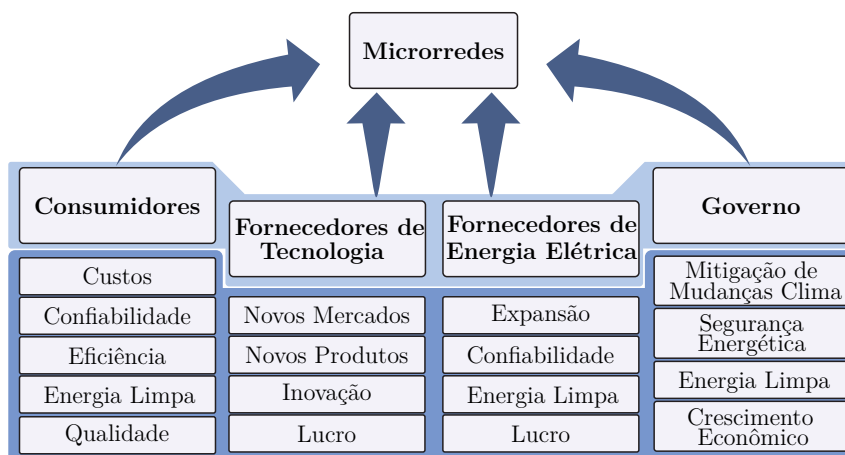 Microrredes
Consumidores
Custos
Confiabilidade
Eficiência
Energia Limpa
Qualidade
Fornecedores de
Tecnologia
Novos Mercados
Novos Produtos
Inovação
Lucro
Fornecedores de
Energia Elétrica
Expansão
Confiabilidade
Energia Limpa
Lucro
Governo
Mitigação de
Mudanças Clima
Segurança
Energética
Energia Limpa
Crescimento
Econômico